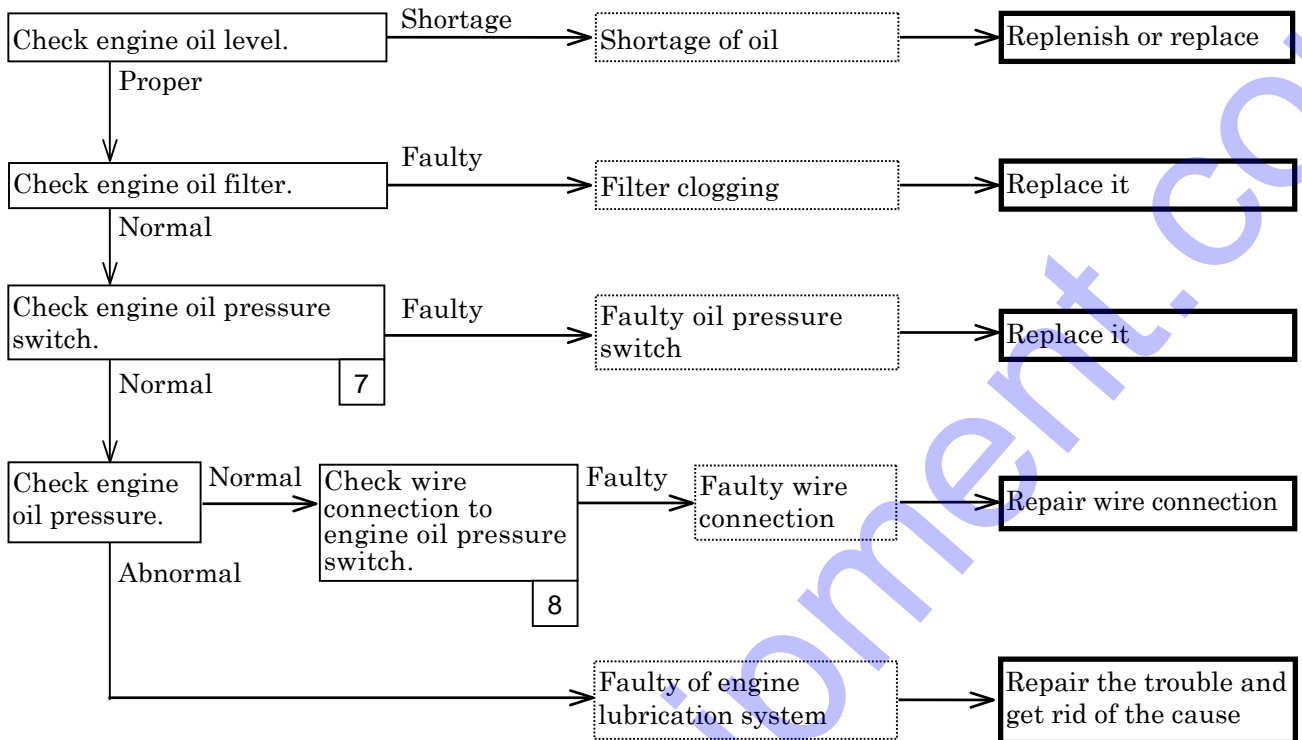 Check engine oil level.
Shortage
Shortage of oil
Replenish or replace
Proper
Check engine oil filter.
Faulty
Filter clogging
Replace it
Normal
Check engine oil pressure
switch.
7
Faulty
Faulty oil pressure
switch
Replace it
Normal
Check engine
oil pressure.
Normal
Check wire
connection to
engine oil pressure
switch.
8
Faulty
Faulty wire
connection
Repair wire connection
Abnormal
Faulty of engine
lubrication system
Repair the trouble and
get rid of the cause
ipment.co